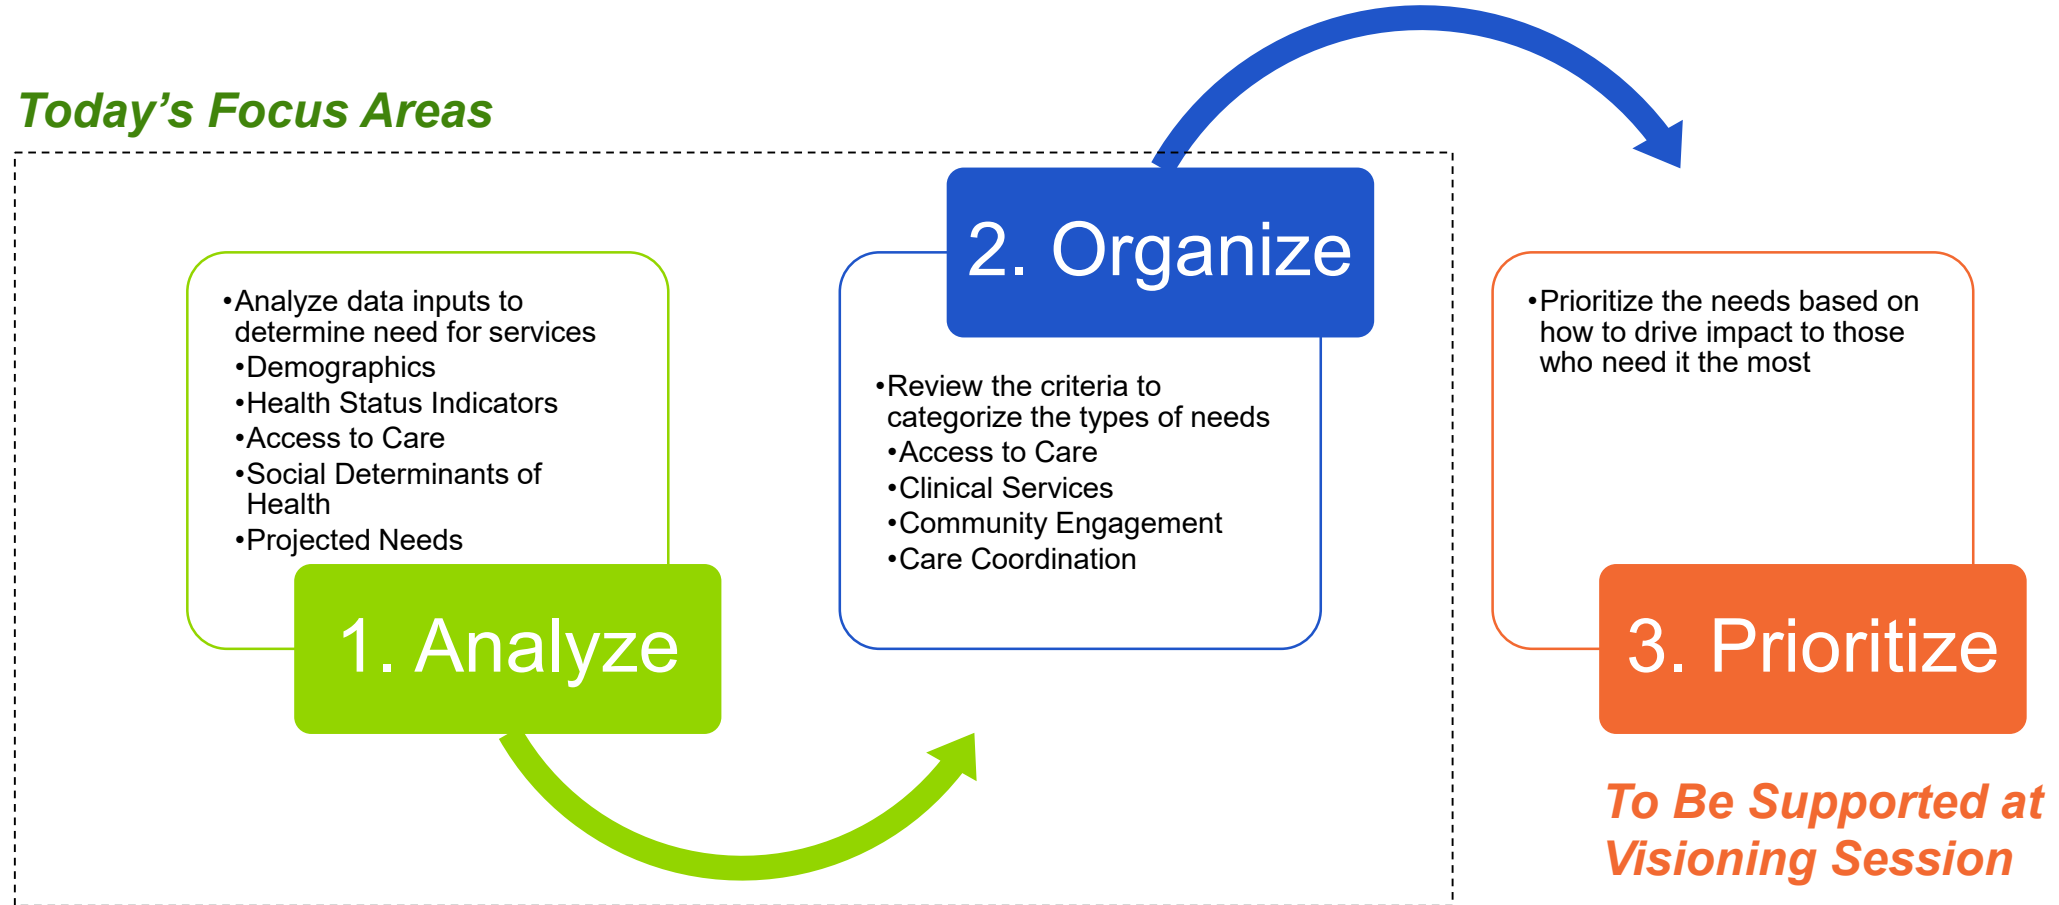 Today’s Focus Areas
•Analyze data inputs to
determine need for services
•Demographics
•Health Status Indicators
•Access to Care
•Social Determinants of
Health
•Projected Needs
1. Analyze
2. Organize
•Review the criteria to
categorize the types of needs
•Access to Care
•Clinical Services
•Community Engagement
•Care Coordination
•Prioritize the needs based on
how to drive impact to those
who need it the most
3. Prioritize
To Be Supported at
Visioning Session